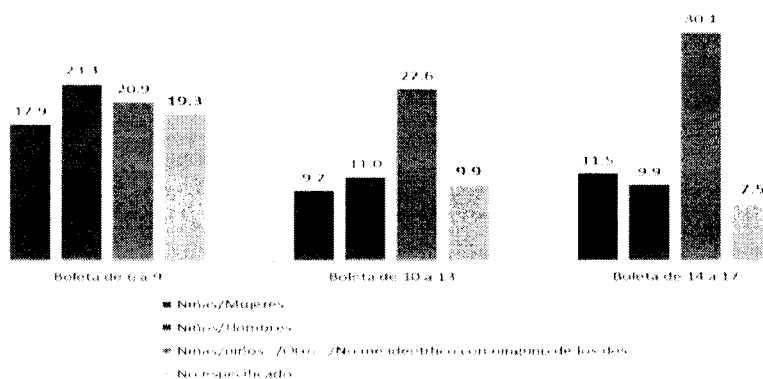 17.9 23.3 20.9 19.3
9.2 11.0 22.6 9.9
11.5 9.9 30.1 7.5
Boleta de 6 a 9 Boleta de 10 a 13 Boleta de 14 a 17
Niñas/Mujeres
Niños/Hombres
Niñas/niños /Otro /No me identifico con ninguno de los dos
No especificado